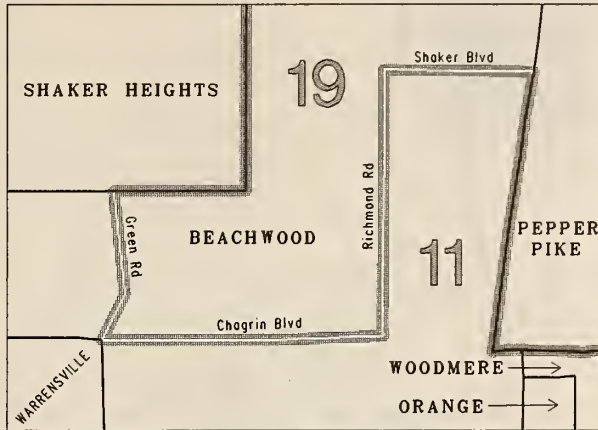 Shaker Blvd
19
SHAKER HEIGHTS
Richmond Rd
Green Rd
BEACHWOOD
11
PEPPER
PIKE
Chagrin Blvd
WARRENSVILLE
WOODMERE
ORANGE